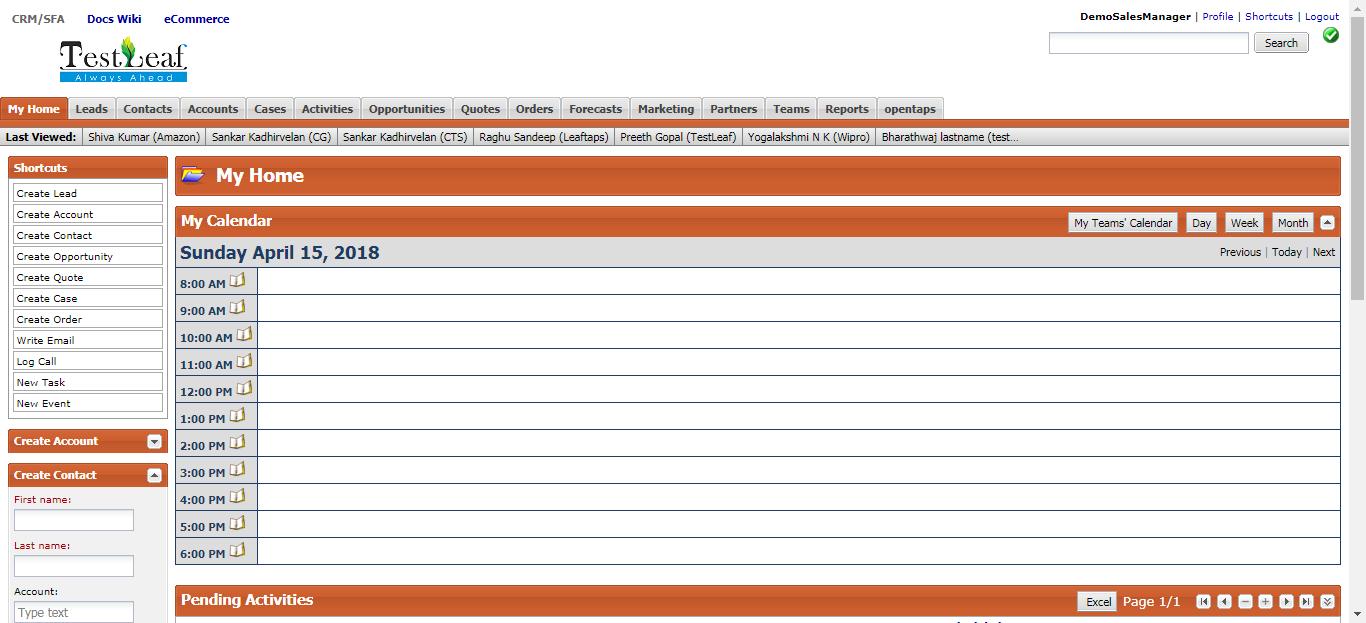 CRM/SFA Docs Wiki eCommerce
DemoSalesManager | Profile | Shortcuts | Logout
Search
TestLeaf
Always Ahead
My Home Leads Contacts Accounts Cases Activities Opportunities Quotes Orders Forecasts Marketing Partners Teams Reports opentaps
Last Viewed: Shiva Kumar (Amazon) Sankar Kadhirvelan (CG) Sankar Kadhirvelan (CTS) Raghu Sandeep (Leaftaps) Preeth Gopal (TestLeaf) Yogalakshmi N K (Wipro) Bharathwaj lastname (test...
Shortcuts
Create Lead
Create Account
Create Contact
Create Opportunity
Create Quote
Create Case
Create Order
Write Email
Log Call
New Task
New Event
Create Account
Create Contact
First name:
Last name:
Account:
Type text
My Home
My Calendar
My Teams' Calendar Day Week Month
Sunday April 15, 2018
Previous | Today | Next
8:00 AM
9:00 AM
10:00 AM
11:00 AM
12:00 PM
1:00 PM
2:00 PM
3:00 PM
4:00 PM
5:00 PM
6:00 PM
Pending Activities
Excel Page 1/1